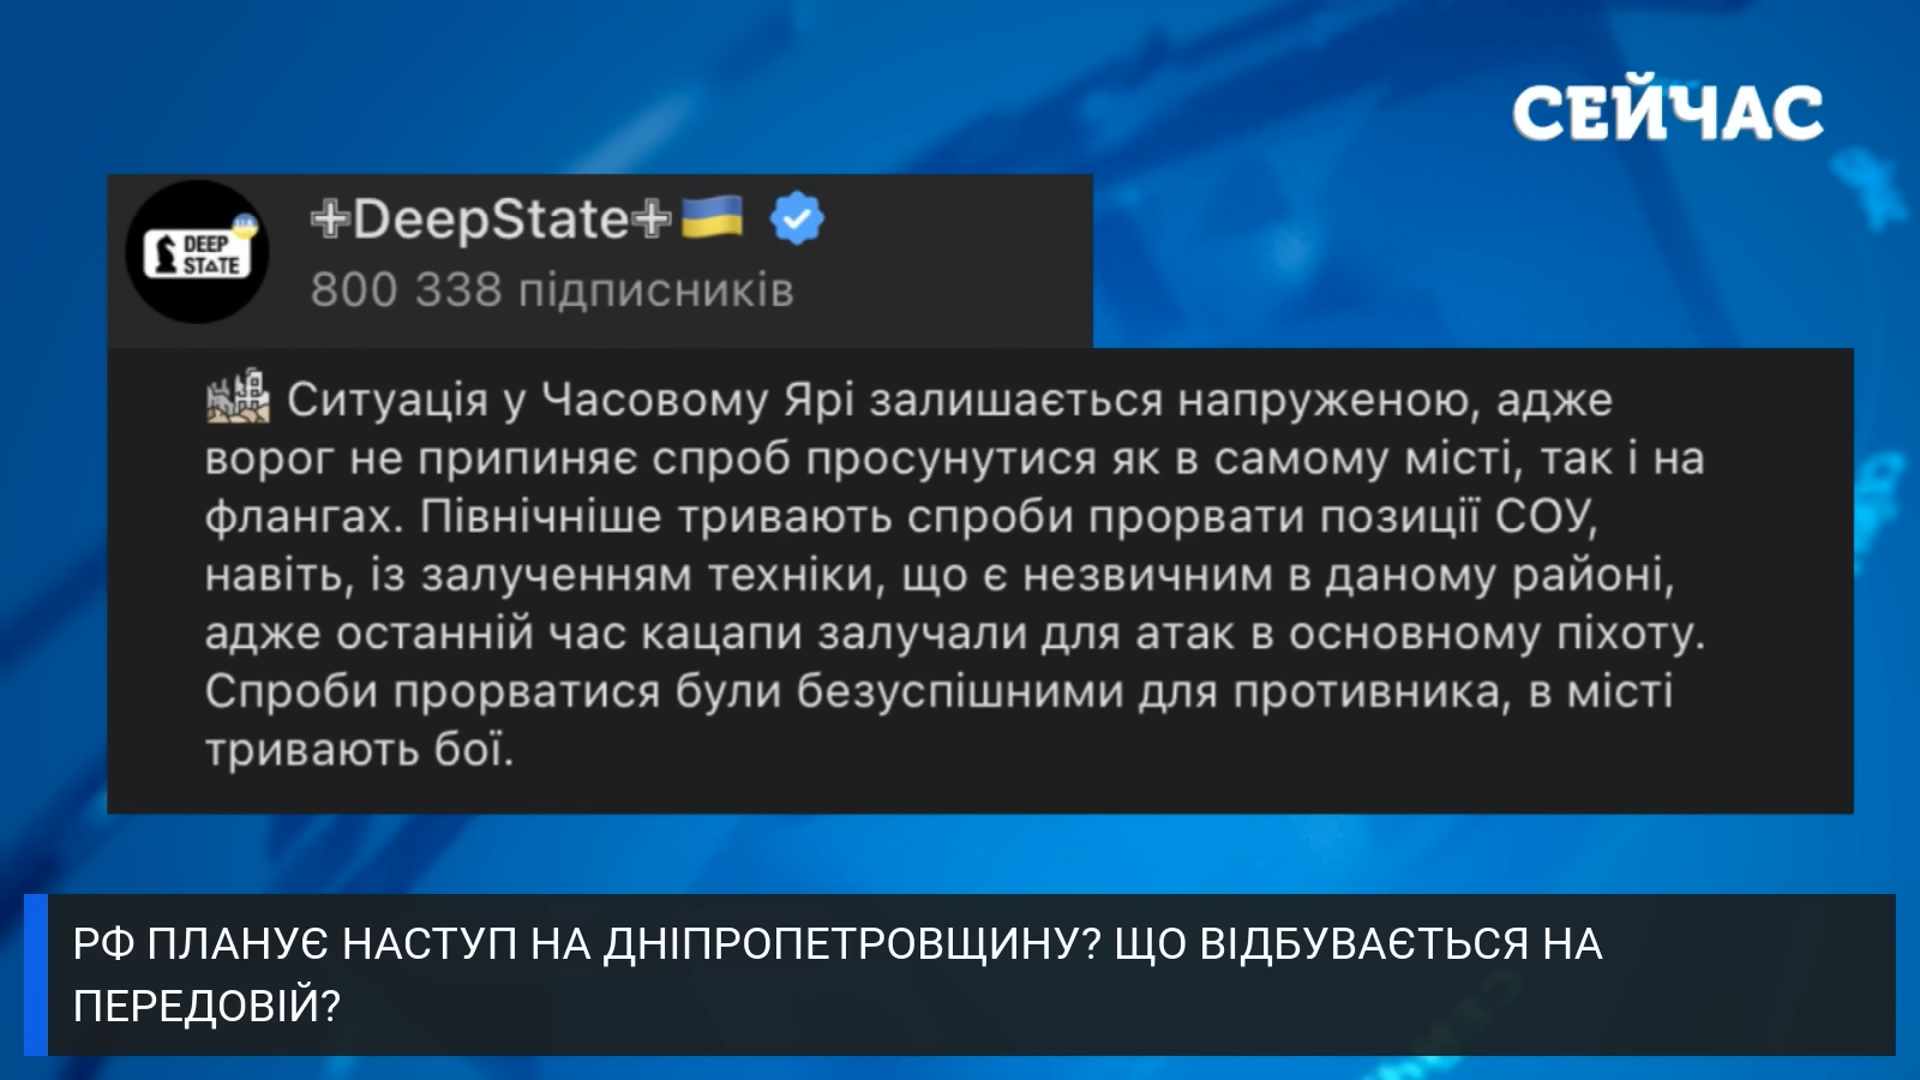 СЕЙЧАС
DEEP
STATE
DeepState
800 338 підписників
Ситуація у Часовому Ярі залишається напруженою, адже
ворог не припиняє спроб просунутися як в самому місті, так і на
флангах. Північніше тривають спроби прорвати позиції СОУ,
навіть, із залученням техніки, що є незвичним в даному районі,
адже останній час кацапи залучали для атак в основному піхоту.
Спроби прорватися були безуспішними для противника, в місті
тривають бої.
РФ ПЛАНУЄ НАСТУП НА ДНІПРОПЕТРОВЩИНУ? ЩО ВІДБУВАЄТЬСЯ НА
ПЕРЕДОВІЙ?